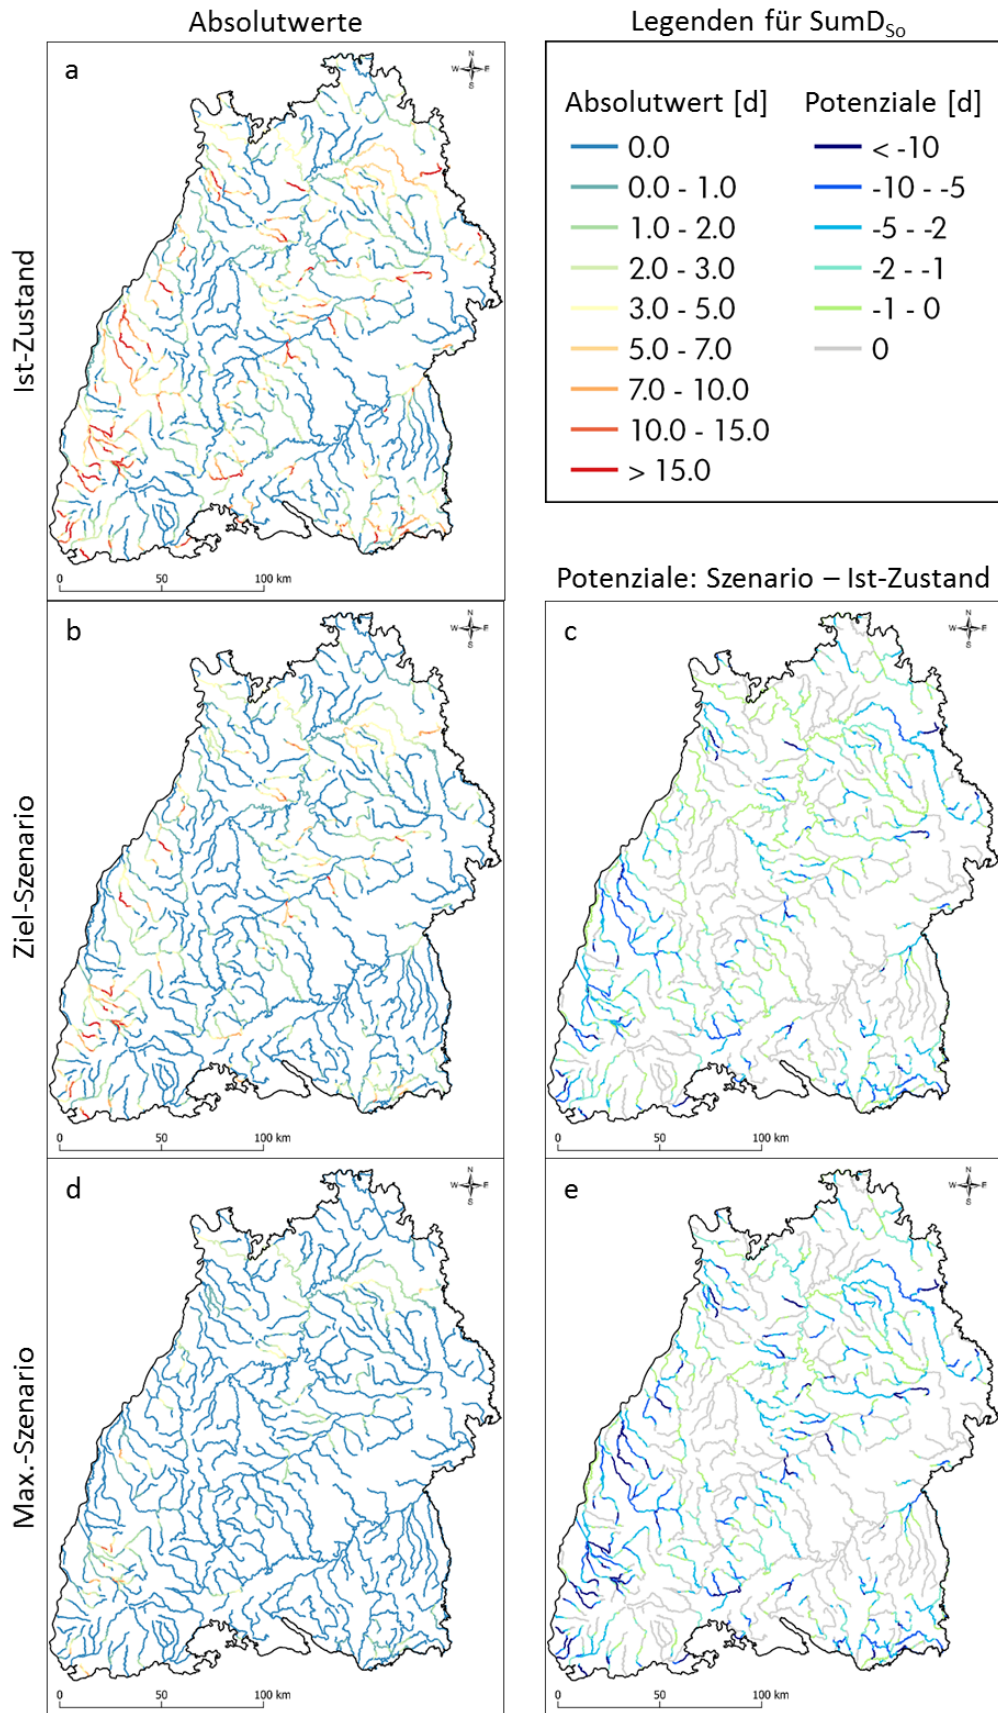 Absolutwerte
Legenden für SumD_So
Absolutwert [d]
0.0
0.0 - 1.0
1.0 - 2.0
2.0 - 3.0
3.0 - 5.0
5.0 - 7.0
7.0 - 10.0
10.0 - 15.0
> 15.0
Potenziale [d]
< -10
-10 - -5
-5 - -2
-2 - -1
-1 - 0
0
Ist-Zustand
a
N
W E
S
0 50 100 km
Potenziale: Szenario – Ist-Zustand
Ziel-Szenario
b
N
W E
S
0 50 100 km
c
N
W E
S
0 50 100 km
Max.-Szenario
d
N
W E
S
0 50 100 km
e
N
W E
S
0 50 100 km